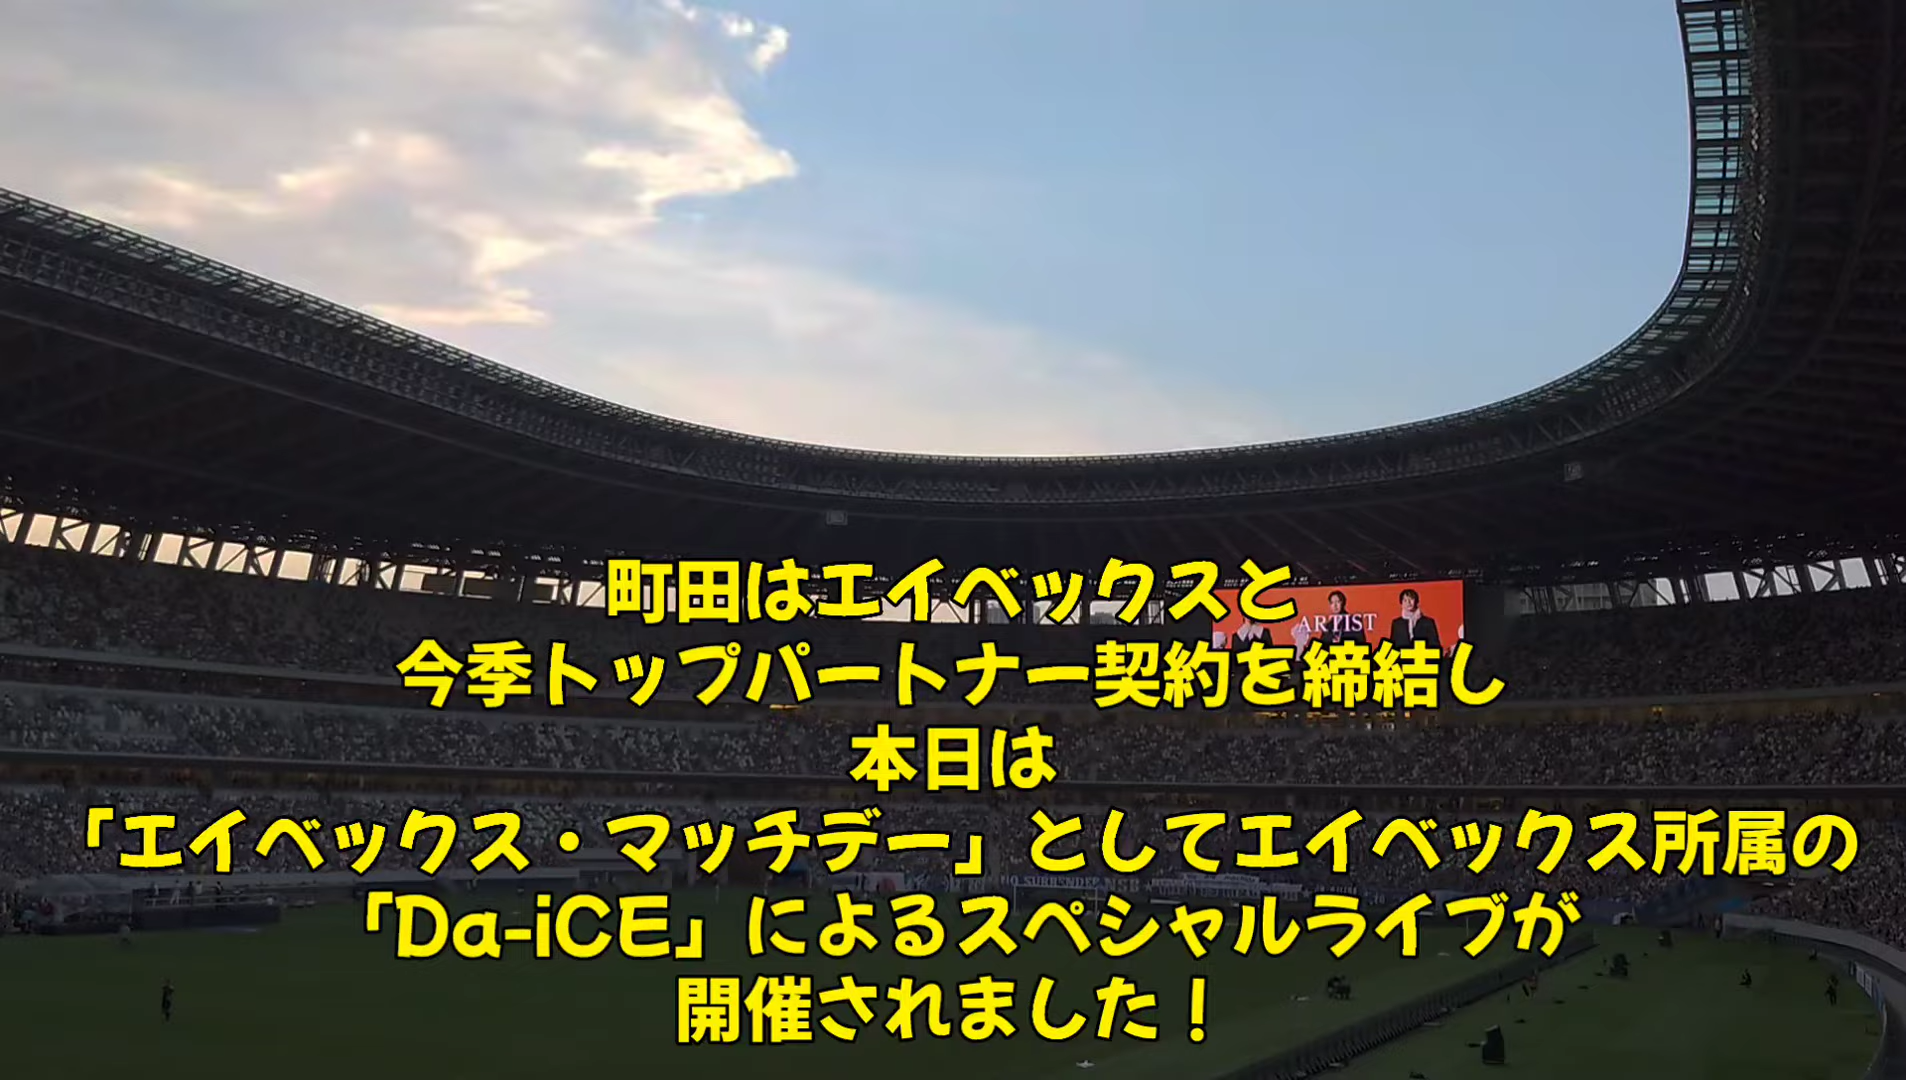 町田はエイベックスと
ARTIST
今季トップパートナー契約を締結し
本日は
「エイベックス・マッチデー」としてエイベックス所属の
「Da-iCE」によるスペシャルライブが
開催されました！